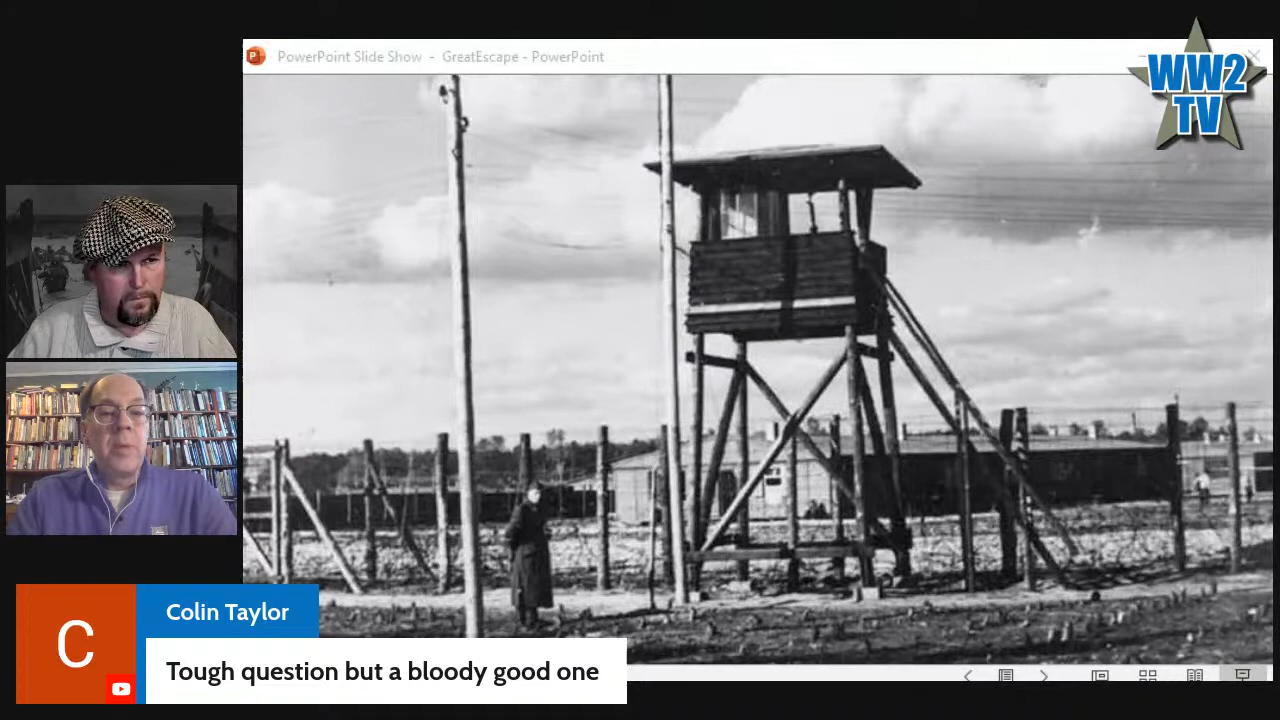 PowerPoint Slide Show - GreatEscape - PowerPoint
WW2
TV
C
Colin Taylor
Tough question but a bloody good one